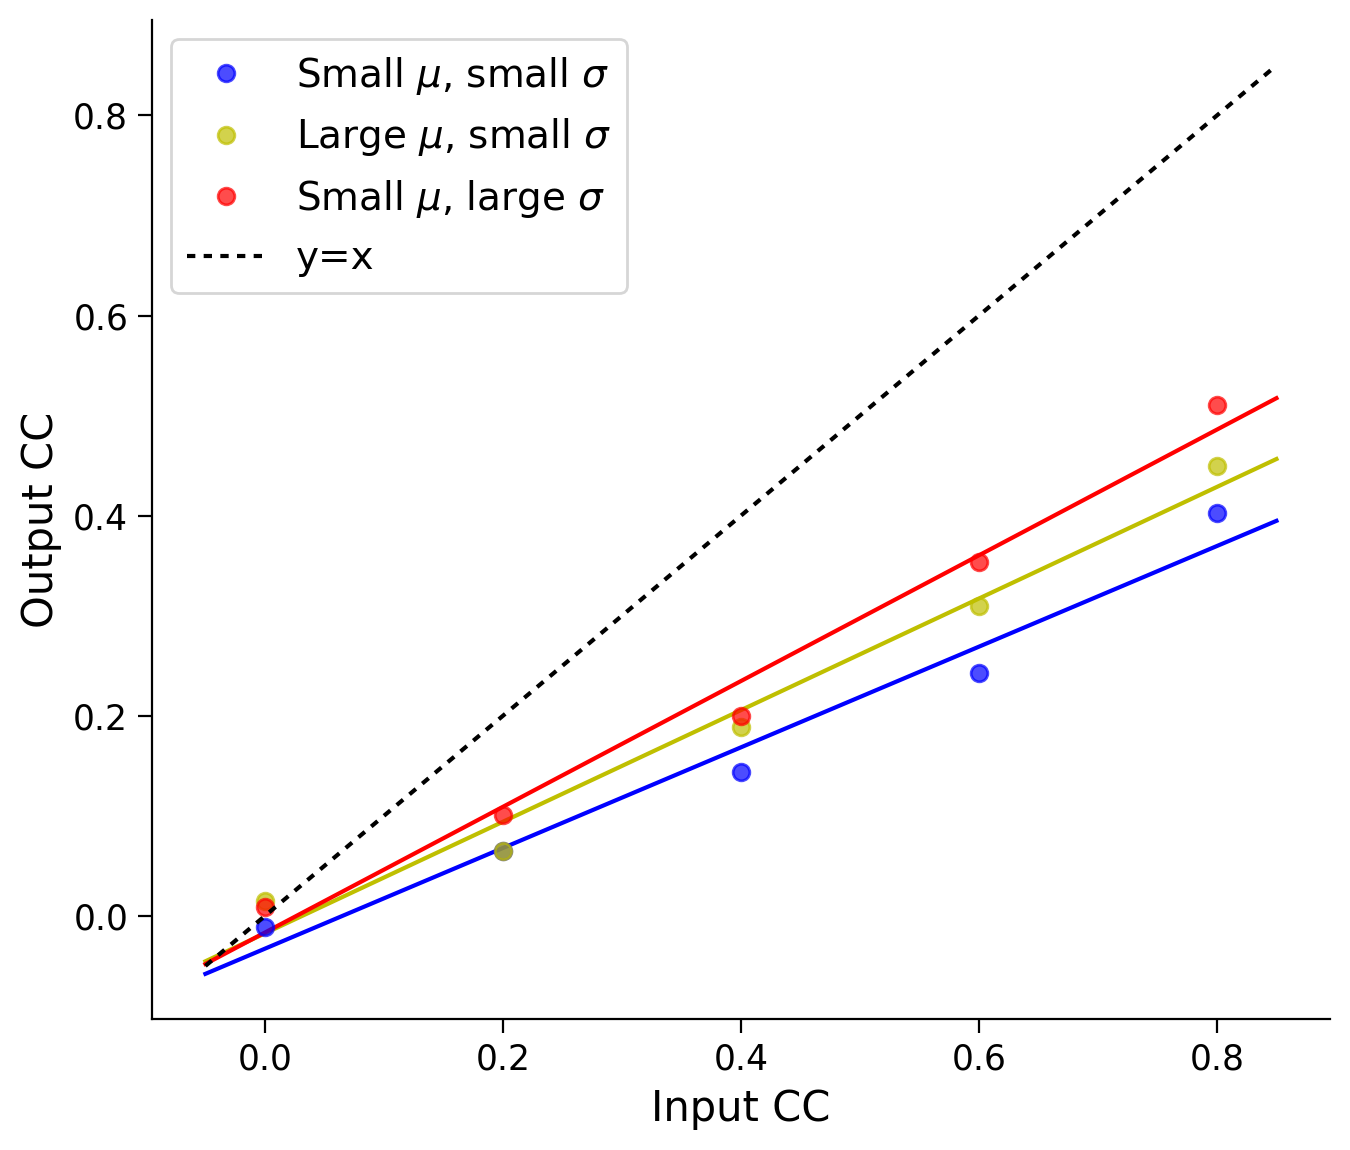 Small μ, small σ
Large μ, small σ
Small μ, large σ
y=x
0.8
0.6
0.4
0.2
0.0
Output CC
0.0 0.2 0.4 0.6 0.8
Input CC